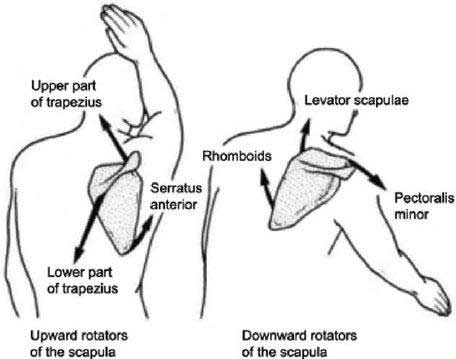 Upper part
of trapezius
Levator scapulae
Rhomboids
Serratus
anterior
Pectoralis
minor
Lower part
of trapezius
Upward rotators
of the scapula
Downward rotators
of the scapula